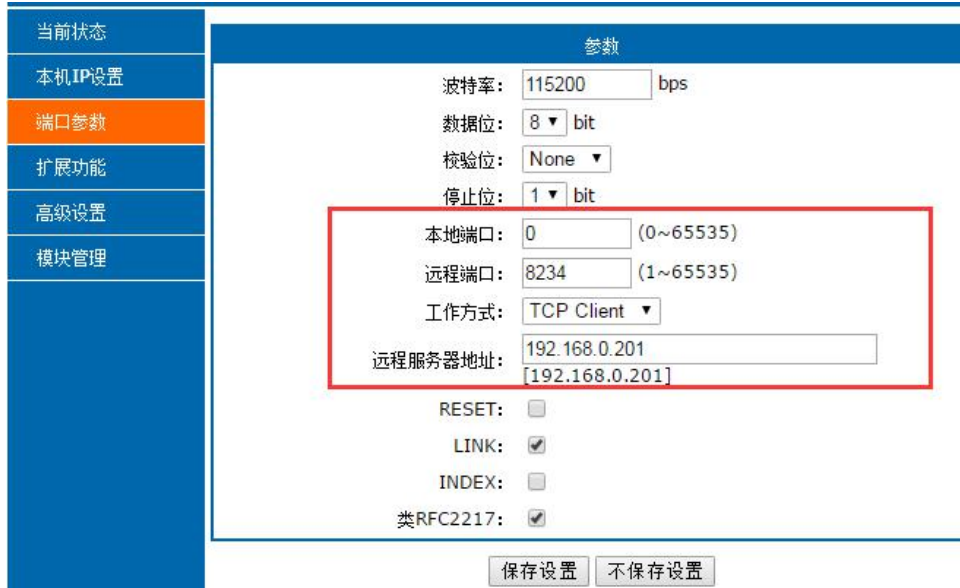 当前状态
本机IP设置
端口参数
扩展功能
高级设置
模块管理
参数
波特率: 115200 bps
数据位: 8 bit
校验位: None
停止位: 1 bit
本地端口: 0 (0~65535)
远程端口: 8234 (1~65535)
工作方式: TCP Client
远程服务器地址: 192.168.0.201
[192.168.0.201]
RESET:
LINK:
INDEX:
类RFC2217:
保存设置 不保存设置